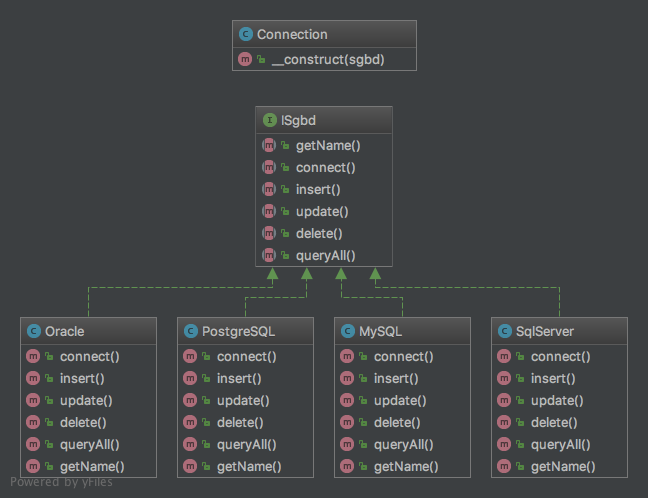 C Connection
m __construct(sgbd)
I ISgbd
m getName()
m connect()
m insert()
m update()
m delete()
m queryAll()
C Oracle
m connect()
m insert()
m update()
m delete()
m queryAll()
m getName()
C PostgreSQL
m connect()
m insert()
m update()
m delete()
m queryAll()
m getName()
C MySQL
m connect()
m insert()
m update()
m delete()
m queryAll()
m getName()
C SqlServer
m connect()
m insert()
m update()
m delete()
m queryAll()
m getName()
Powered by yFiles